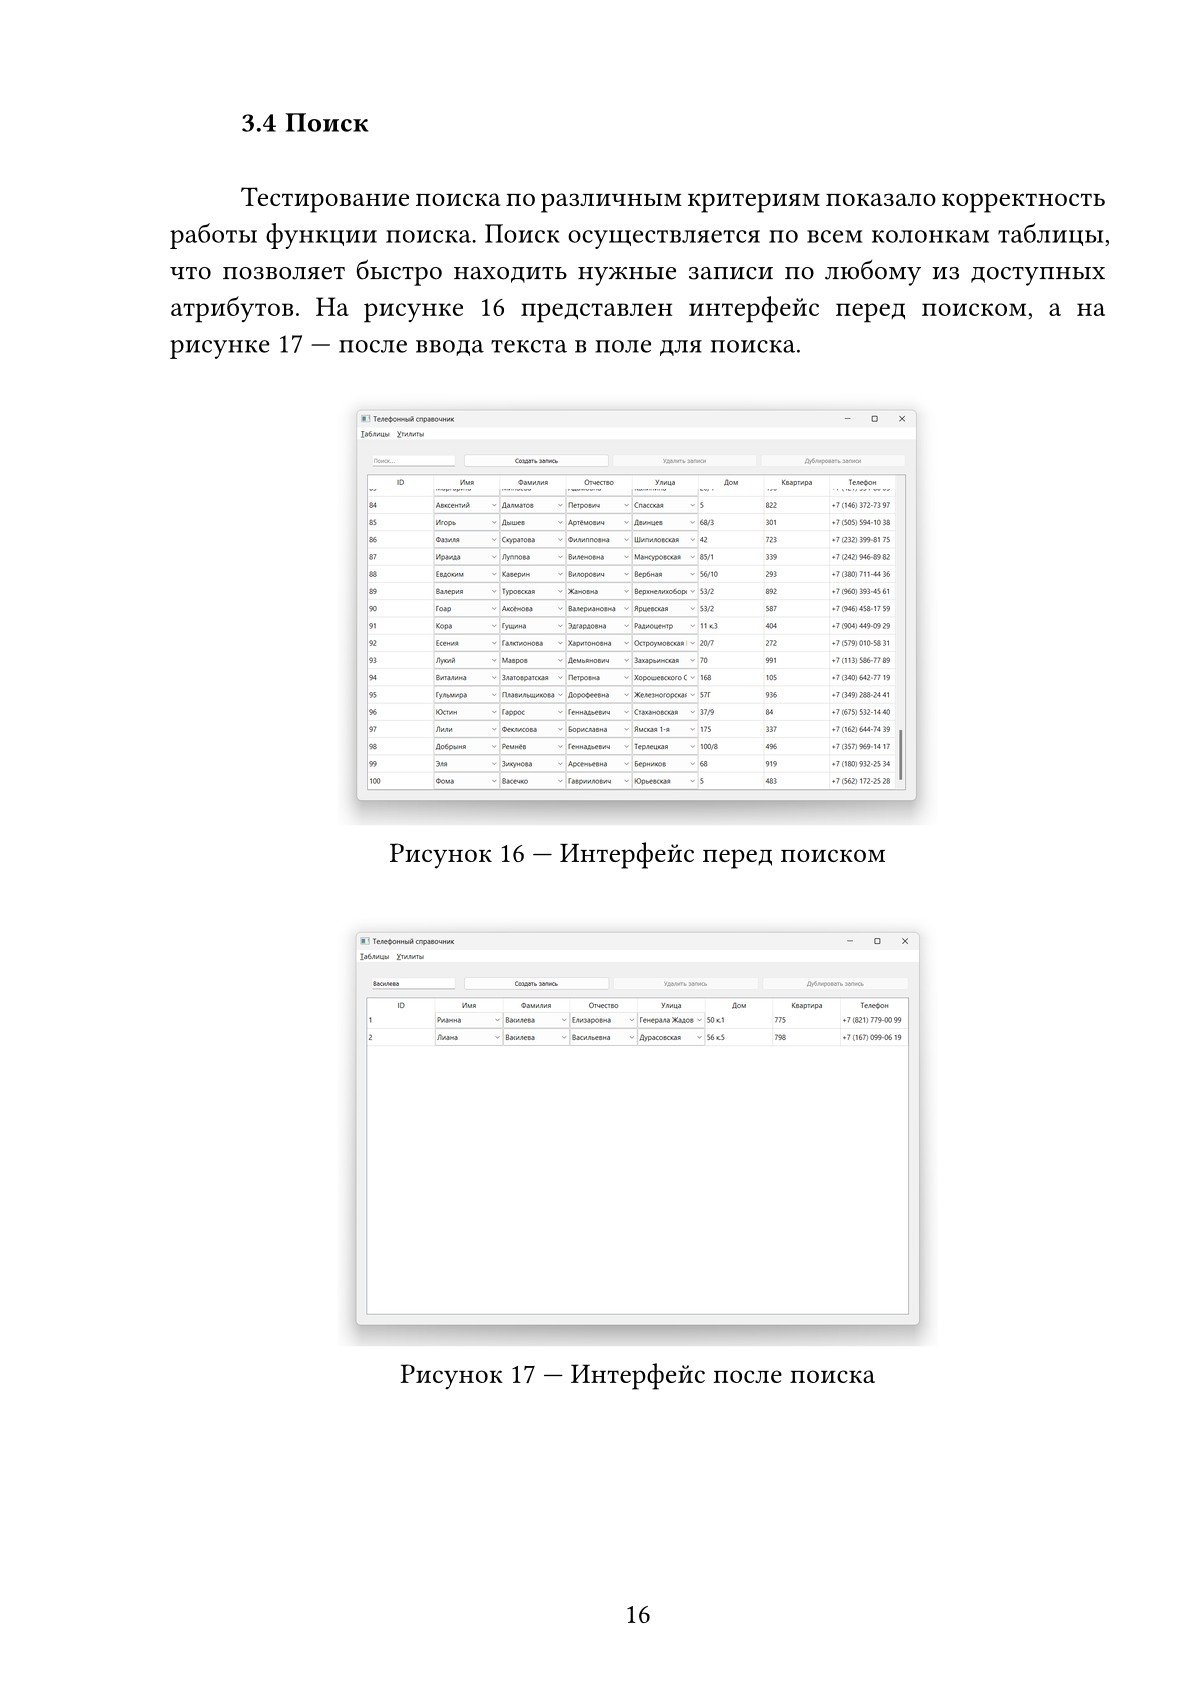 3.4 Поиск
Тестирование поиска по различным критериям показало корректность
работы функции поиска. Поиск осуществляется по всем колонкам таблицы,
что позволяет быстро находить нужные записи по любому из доступных
атрибутов. На рисунке 16 представлен интерфейс перед поиском, а на
рисунке 17 — после ввода текста в поле для поиска.
Телефонный справочник
Таблицы Утилиты
Поиск... Создать запись Удалить записи Дублировать записи
ID Имя Фамилия Отчество Улица Дом Квартира Телефон
84 Авксентий Далматов Петрович Спасская 5 822 +7 (146) 372-73 97
85 Игорь Дышев Артёмович Двинцев 68/3 301 +7 (505) 594-10 38
86 Фазиля Скуратова Филипповна Шипиловская 42 723 +7 (232) 399-81 75
87 Ираида Луппова Виленовна Мансуровская 85/1 339 +7 (242) 946-89 82
88 Евдоким Каверин Вилорович Вербная 56/10 293 +7 (380) 711-44 36
89 Валерия Туровская Жановна Верхнелихоборс 53/2 892 +7 (960) 393-45 61
90 Гоар Аксёнова Валериановна Ярцевская 53/2 587 +7 (946) 458-17 59
91 Кора Гущина Эдгардовна Радиоцентр 11 к.3 404 +7 (904) 449-09 29
92 Есения Галктионова Харитоновна Остроумовская 20/7 272 +7 (579) 010-58 31
93 Лукий Мавров Демьянович Захарьинская 70 991 +7 (113) 586-77 89
94 Виталина Златовратская Петровна Хорошевского С 168 105 +7 (340) 642-77 19
95 Гульмира Плавильщикова Дорофеевна Железногорская 57Г 936 +7 (349) 288-24 41
96 Юстин Гаррос Геннадьевич Стахановская 37/9 84 +7 (675) 532-14 40
97 Лили Феклисова Бориславна Ямская 1-я 175 337 +7 (162) 644-74 39
98 Добрыня Ремнёв Геннадьевич Терлецкая 100/8 496 +7 (357) 969-14 17
99 Эля Зикунова Арсеньевна Берников 68 919 +7 (180) 932-25 34
100 Фома Васечко Гавриилович Юрьевская 5 483 +7 (562) 172-25 28
Рисунок 16 — Интерфейс перед поиском
Телефонный справочник
Таблицы Утилиты
Василева Создать запись Удалить запись Дублировать запись
ID Имя Фамилия Отчество Улица Дом Квартира Телефон
1 Рианна Василева Елизаровна Генерала Жадов 50 к.1 775 +7 (821) 779-00 99
2 Лиана Василева Васильевна Дурасовская 56 к.5 798 +7 (167) 099-06 19
Рисунок 17 — Интерфейс после поиска
16